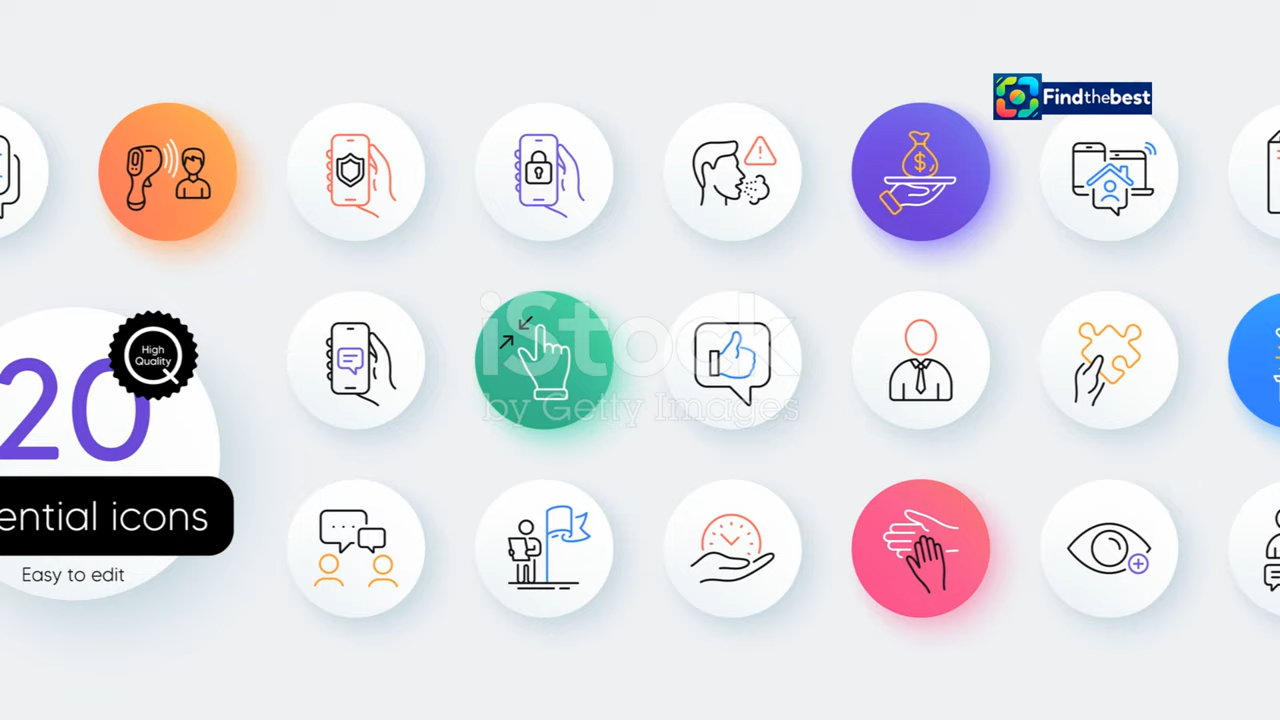 Findthebest
$
iStock
by Getty Images
High
Quality
20
ential icons
Easy to edit